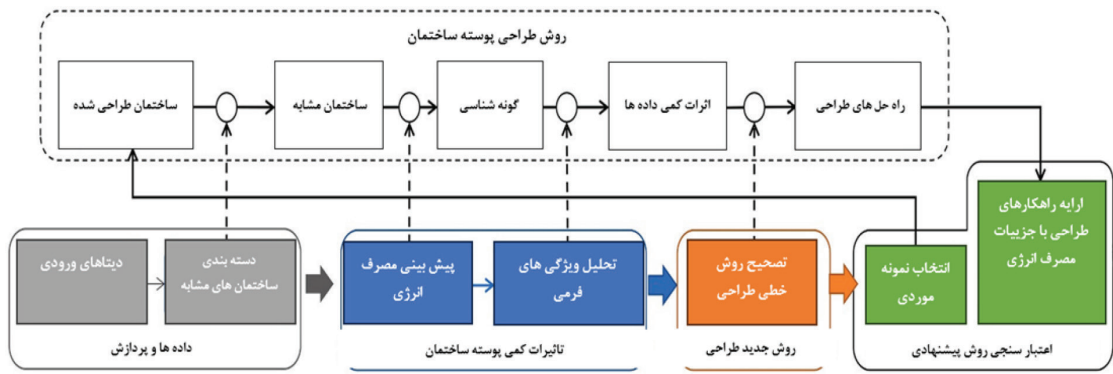 روش طراحی پوسته ساختمان
ساختمان طراحی شده
ساختمان مشابه
گونه شناسی
اثرات کمی داده ها
راه حل های طراحی
دیتاهای ورودی
دسته بندی
ساختمان های مشابه
داده ها و پردازش
پیش بینی مصرف
انرژی
تحلیل ویژگی های
فرمی
تاثیرات کمی پوسته ساختمان
تصحیح روش
خطی طراحی
روش جدید طراحی
انتخاب نمونه
موردی
ارایه راهکارهای
طراحی با جزییات
مصرف انرژی
اعتبار سنجی روش پیشنهادی